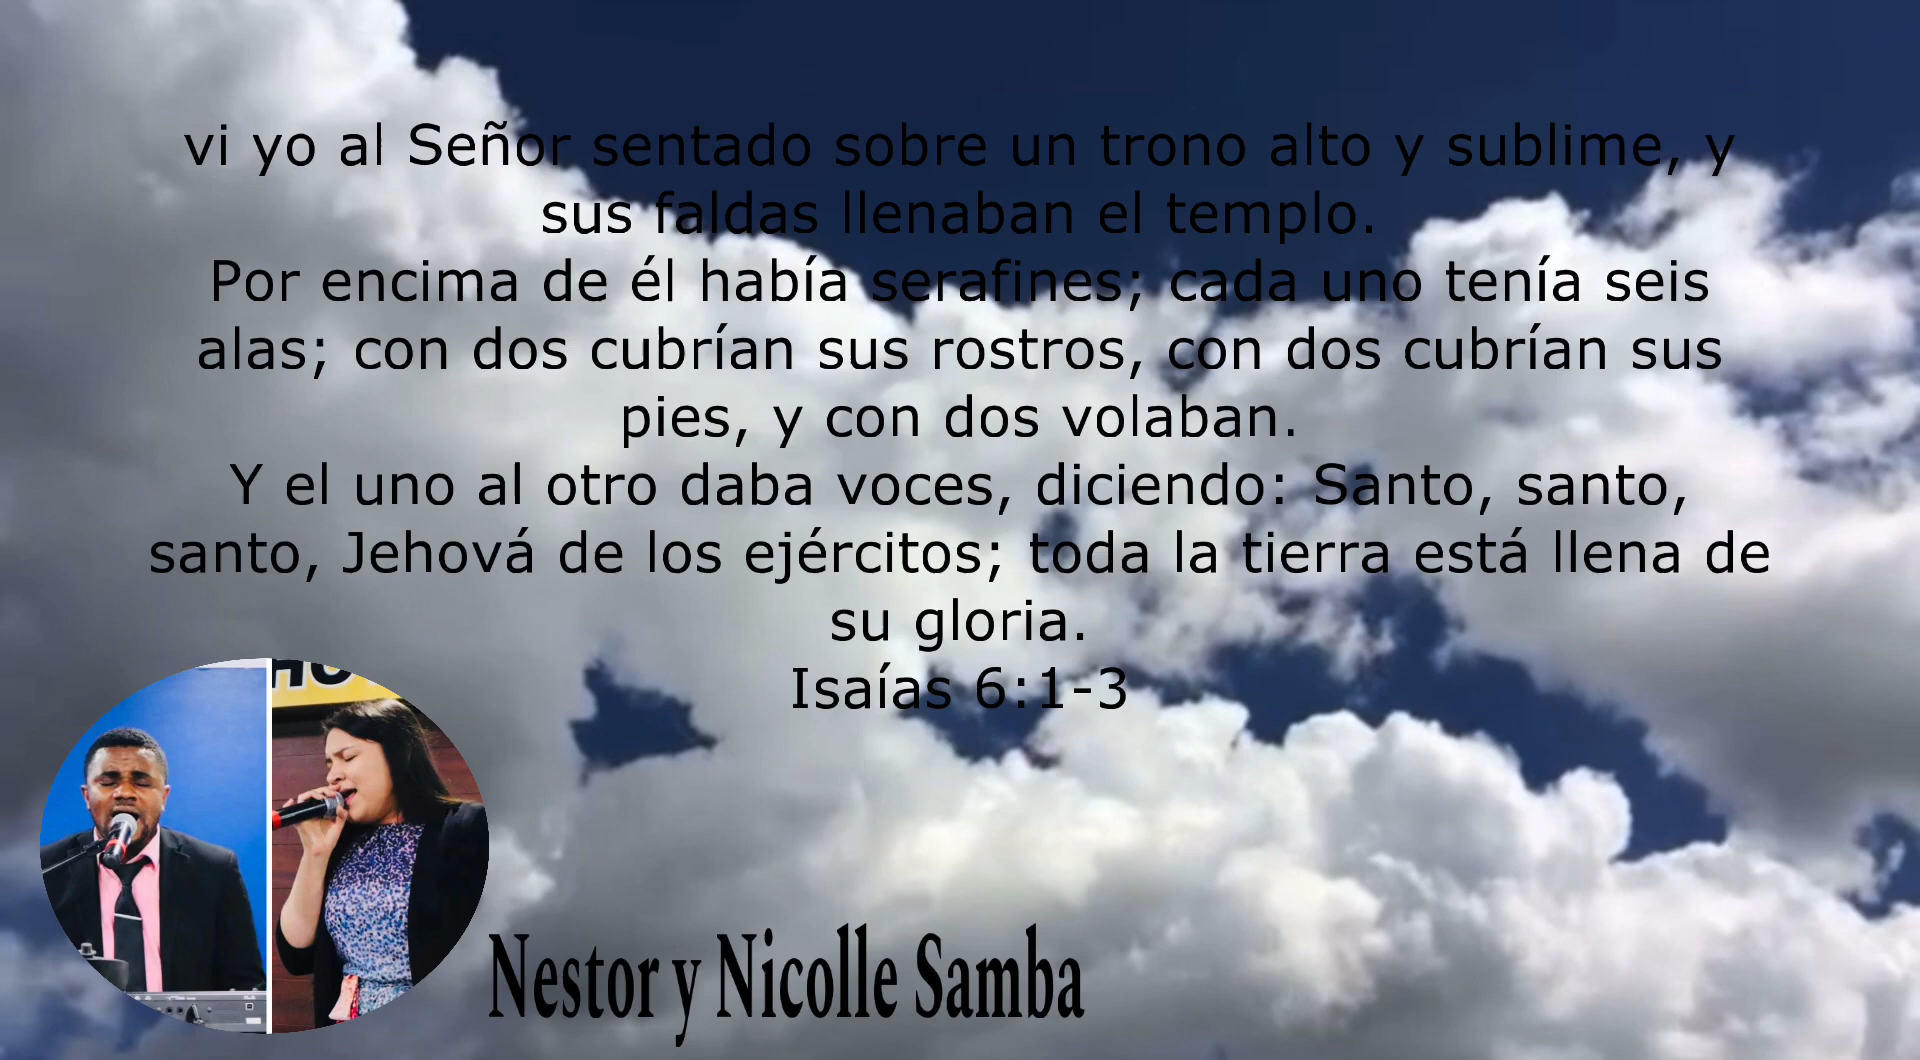 vi yo al Señor sentado sobre un trono alto y sublime, y
sus faldas llenaban el templo.
Por encima de él había serafines; cada uno tenía seis
alas; con dos cubrían sus rostros, con dos cubrían sus
pies, y con dos volaban.
Y el uno al otro daba voces, diciendo: Santo, santo,
santo, Jehová de los ejércitos; toda la tierra está llena de
su gloria.
Isaías 6:1-3
Nestor y Nicolle Samba